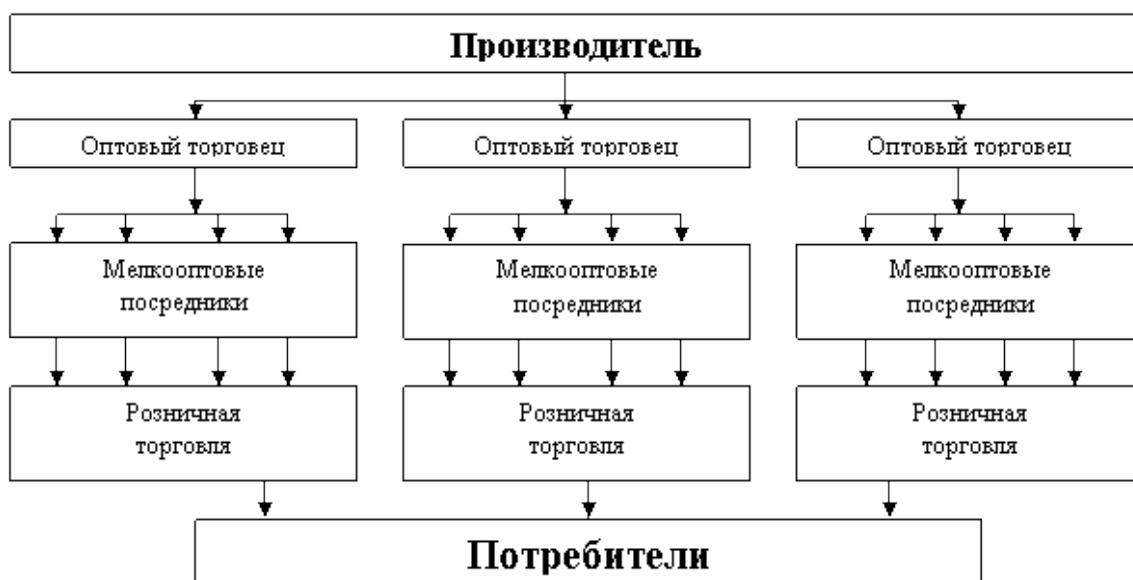 Производитель
Оптовый торговец
Оптовый торговец
Оптовый торговец
Мелкооптовые
посредники
Мелкооптовые
посредники
Мелкооптовые
посредники
Розничная
торговля
Розничная
торговля
Розничная
торговля
Потребители